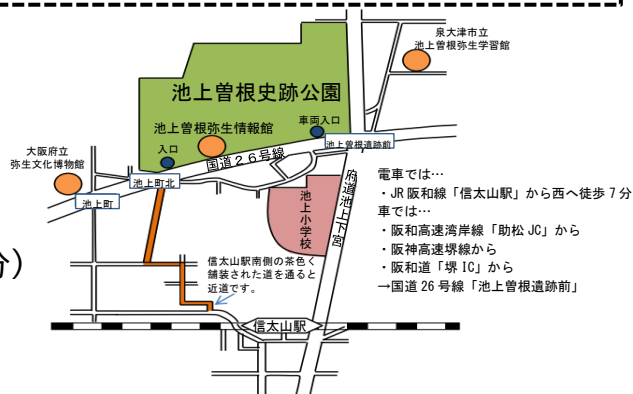 泉大津市立
池上曽根弥生学習館
池上曽根史跡公園
池上曽根弥生情報館
車両入口
入口
国道26号線
池上曽根遺跡前
大阪府立
弥生文化博物館
池上町北
池上町
池上小学校
府道池上下宮
電車では…
・JR阪和線「信太山駅」から西へ徒歩7分
車では…
・阪和高速湾岸線「助松JC」から
・阪神高速堺線から
・阪和道「堺IC」から
→国道26号線「池上曽根遺跡前」
分)
信太山駅南側の茶色く
舗装された道を通ると
近道です。
信太山駅